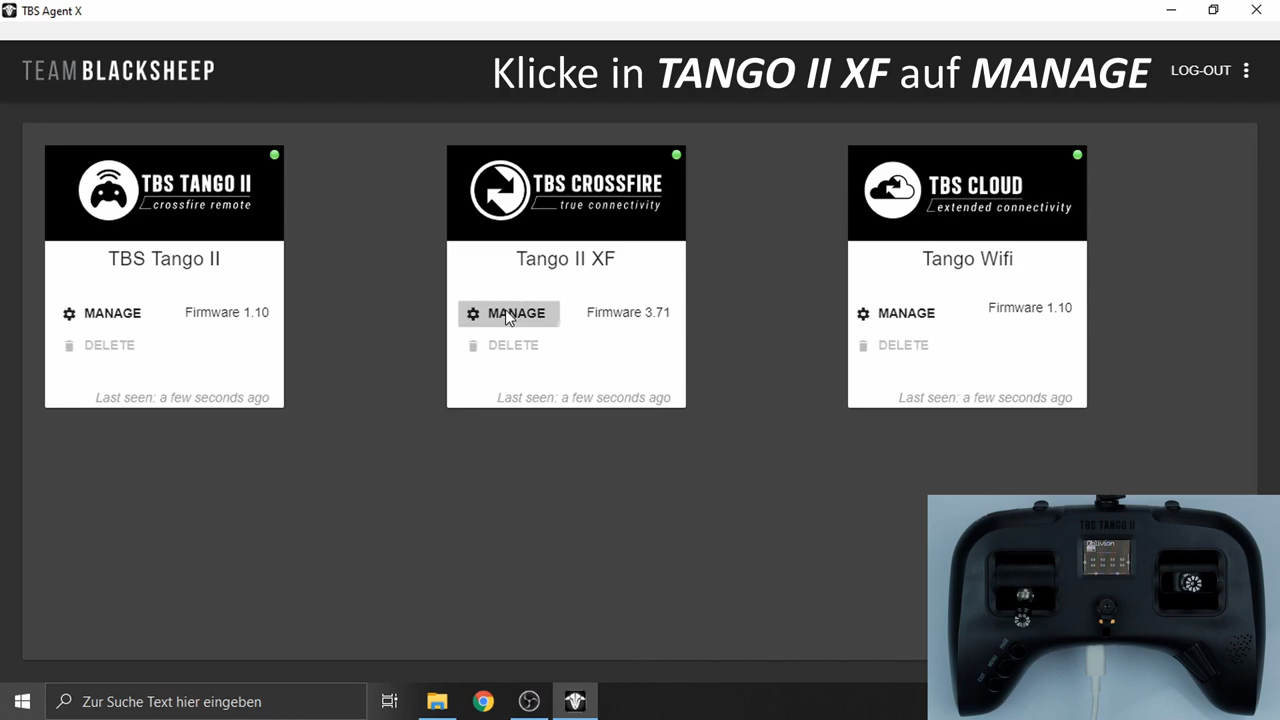 TBS Agent X
TEAMBLACKSHEEP
Klicke in TANGO II XF auf MANAGE
LOG-OUT
TBS TANGO II
crossfire remote
TBS Tango II
MANAGE
Firmware 1.10
DELETE
Last seen: a few seconds ago
TBS CROSSFIRE
true connectivity
Tango II XF
MANAGE
Firmware 3.71
DELETE
Last seen: a few seconds ago
TBS CLOUD
extended connectivity
Tango Wifi
MANAGE
Firmware 1.10
DELETE
Last seen: a few seconds ago
TBS TANGO II
Oblivion
Zur Suche Text hier eingeben